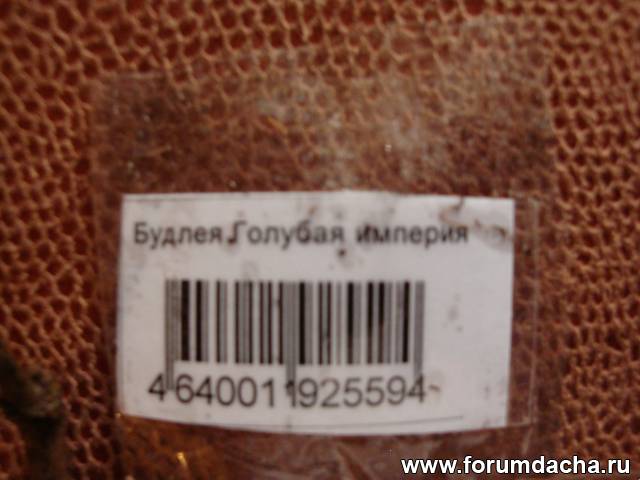 Будлея Голубая империя
4 640011 925594
www.forumdacha.ru